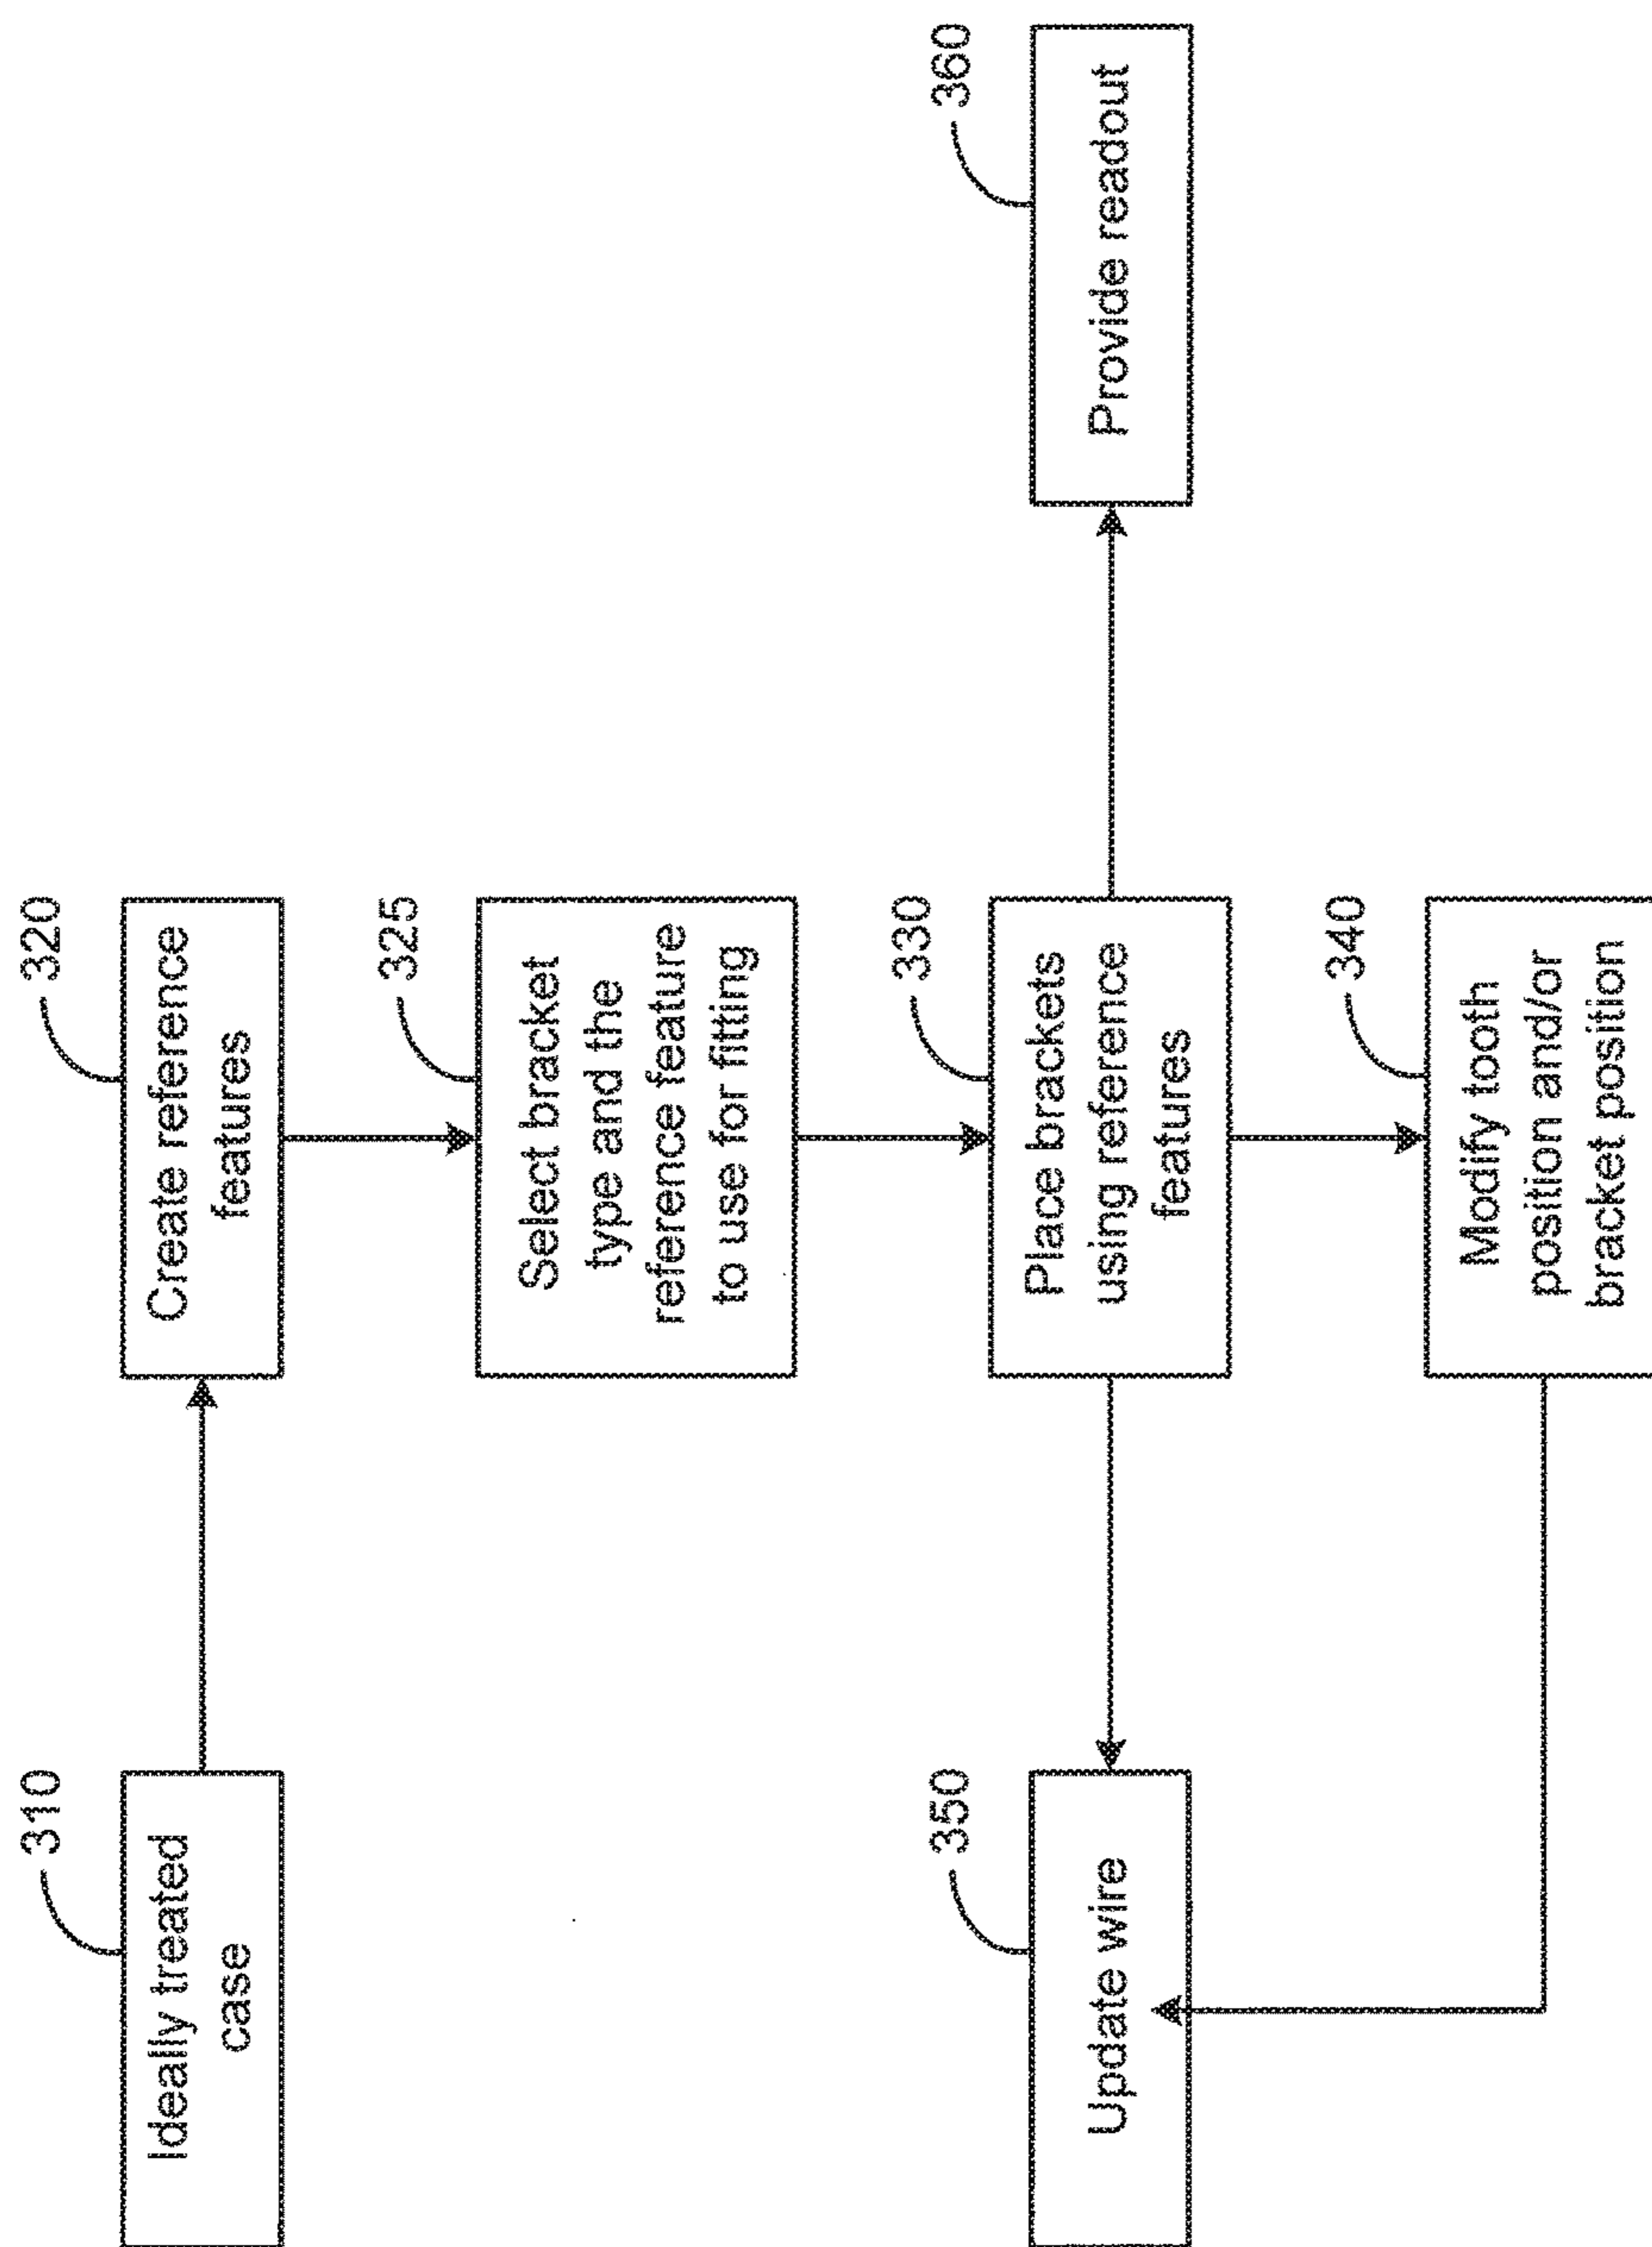 310
Ideally treated
case
320
Create reference
features
325
Select bracket
type and the
reference feature
to use for fitting
330
Place brackets
using reference
features
340
Modify tooth
position and/or
bracket position
350
Update wire
360
Provide readout